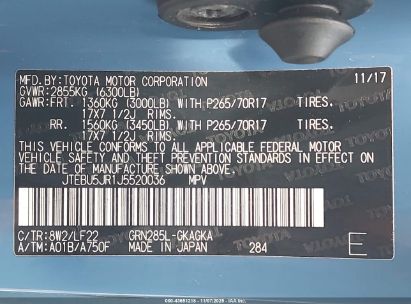 MFD.BY:TOYOTA MOTOR CORPORATION 11/17
GVWR:2855KG (6300LB)
GAWR:FRT. 1360KG (3000LB) WITH P265/70R17 TIRES.
17X7 1/2J RIMS.
RR. 1560KG (3450LB) WITH P265/70R17 TIRES.
17X7 1/2J RIMS.
THIS VEHICLE CONFORMS TO ALL APPLICABLE FEDERAL MOTOR
VEHICLE SAFETY BUMPER AND THEFT PREVENTION STANDARDS IN EFFECT
ON THE DATE OF MANUFACTURE SHOWN ABOVE.
JTEBU5JR1J5520036 MPV
C/TR:8W2/LF22 GRN285L-GKAGKA
A/TM:A01B/A750F MADE IN JAPAN 284 E